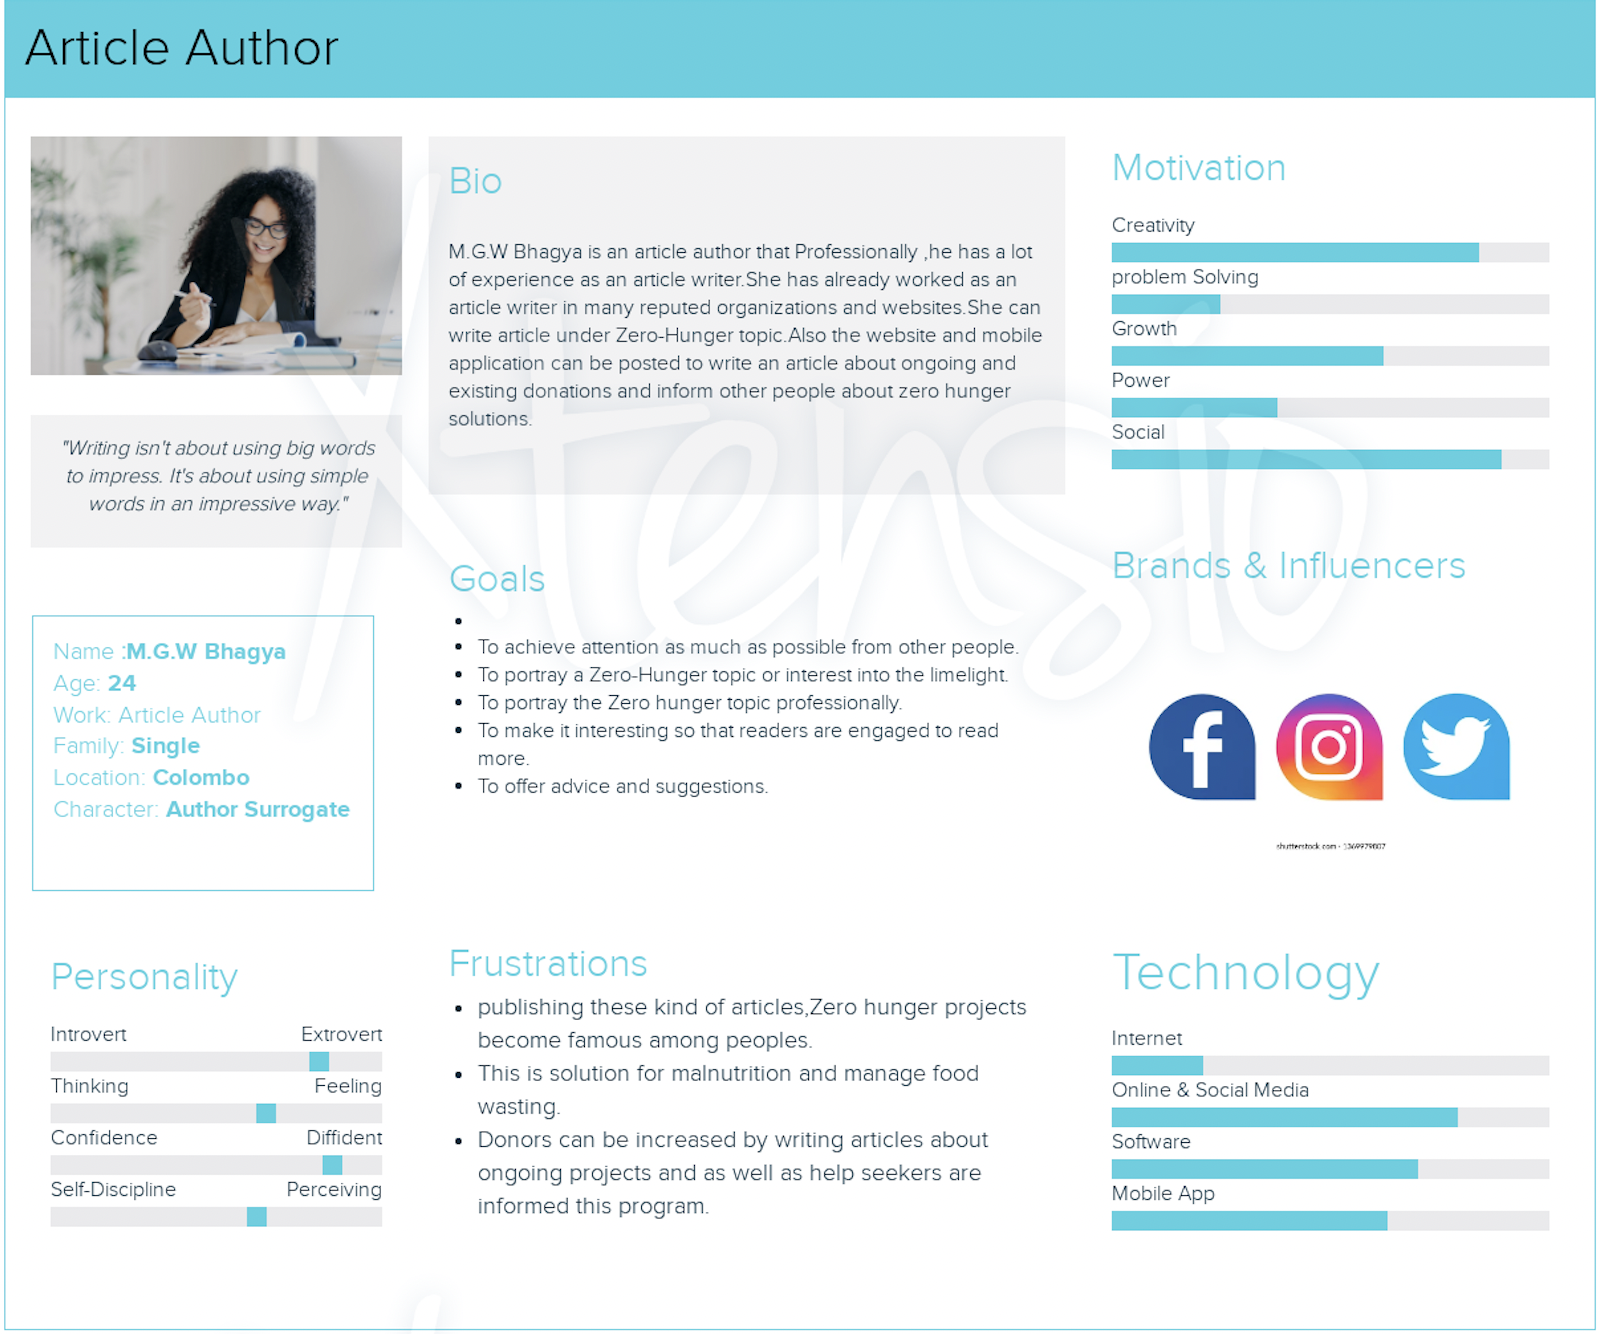 Article Author
Bio
M.G.W Bhagya is an article author that Professionally ,he has a lot
of experience as an article writer.She has already worked as an
article writer in many reputed organizations and websites.She can
write article under Zero-Hunger topic.Also the website and mobile
application can be posted to write an article about ongoing and
existing donations and inform other people about zero hunger
solutions.
"Writing isn't about using big words
to impress. It's about using simple
words in an impressive way."
Name :M.G.W Bhagya
Age: 24
Work: Article Author
Family: Single
Location: Colombo
Character: Author Surrogate
Goals
To achieve attention as much as possible from other people.
To portray a Zero-Hunger topic or interest into the limelight.
To portray the Zero hunger topic professionally.
To make it interesting so that readers are engaged to read
more.
To offer advice and suggestions.
Motivation
Creativity
problem Solving
Growth
Power
Social
Brands & Influencers
shutterstock.com · 1369979807
Personality
Introvert Extrovert
Thinking Feeling
Confidence Diffident
Self-Discipline Perceiving
Frustrations
publishing these kind of articles,Zero hunger projects
become famous among peoples.
This is solution for malnutrition and manage food
wasting.
Donors can be increased by writing articles about
ongoing projects and as well as help seekers are
informed this program.
Technology
Internet
Online & Social Media
Software
Mobile App
Xtensio